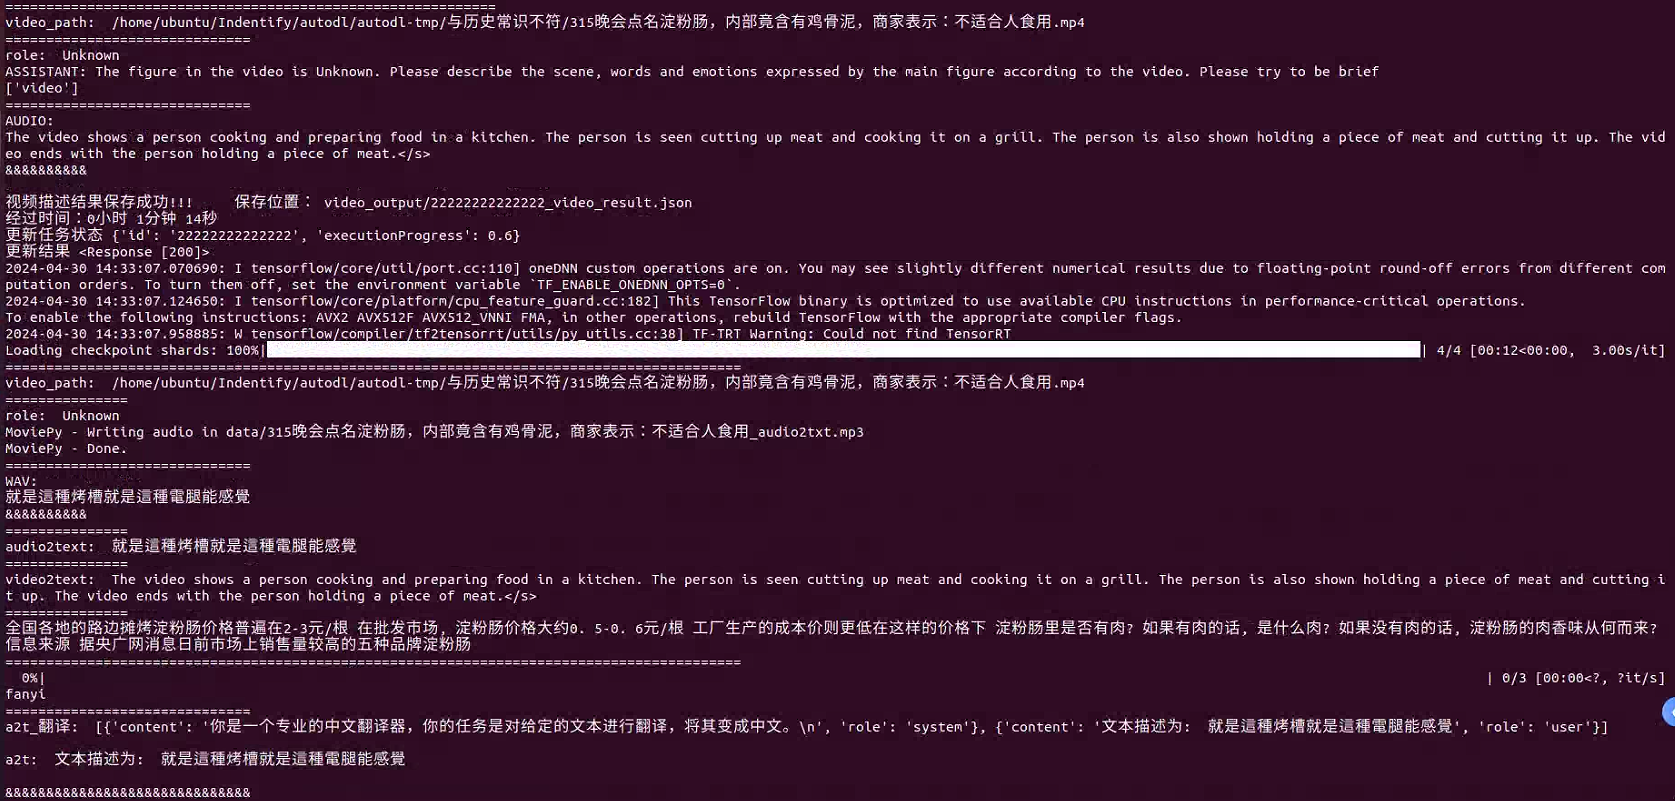 ============================================================
video_path:  /home/ubuntu/Indentify/autodl/autodl-tmp/与历史常识不符/315晚会点名淀粉肠，内部竟含有鸡骨泥，商家表示：不适合人食用.mp4
==============================
role:  Unknown
ASSISTANT: The figure in the video is Unknown. Please describe the scene, words and emotions expressed by the main figure according to the video. Please try to be brief
['video']
==============================
AUDIO:
The video shows a person cooking and preparing food in a kitchen. The person is seen cutting up meat and cooking it on a grill. The person is also shown holding a piece of meat and cutting it up. The vid
eo ends with the person holding a piece of meat.</s>
&&&&&&&&&&
视频描述结果保存成功!!!     保存位置： video_output/22222222222222_video_result.json
经过时间：0小时 1分钟 14秒
更新任务状态 {'id': '22222222222222', 'executionProgress': 0.6}
更新结果 <Response [200]>
2024-04-30 14:33:07.070690: I tensorflow/core/util/port.cc:110] oneDNN custom operations are on. You may see slightly different numerical results due to floating-point round-off errors from different com
putation orders. To turn them off, set the environment variable `TF_ENABLE_ONEDNN_OPTS=0`.
2024-04-30 14:33:07.124650: I tensorflow/core/platform/cpu_feature_guard.cc:182] This TensorFlow binary is optimized to use available CPU instructions in performance-critical operations.
To enable the following instructions: AVX2 AVX512F AVX512_VNNI FMA, in other operations, rebuild TensorFlow with the appropriate compiler flags.
2024-04-30 14:33:07.958885: W tensorflow/compiler/tf2tensorrt/utils/py_utils.cc:38] TF-TRT Warning: Could not find TensorRT
Loading checkpoint shards: 100%|| 4/4 [00:12<00:00,  3.00s/it]
==========================================================================================
video_path:  /home/ubuntu/Indentify/autodl/autodl-tmp/与历史常识不符/315晚会点名淀粉肠，内部竟含有鸡骨泥，商家表示：不适合人食用.mp4
===============
role:  Unknown
MoviePy - Writing audio in data/315晚会点名淀粉肠，内部竟含有鸡骨泥，商家表示：不适合人食用_audio2txt.mp3
MoviePy - Done.
==============================
WAV:
就是這種烤槽就是這種電腿能感覺
&&&&&&&&&&
===============
audio2text:  就是這種烤槽就是這種電腿能感覺
===============
video2text:  The video shows a person cooking and preparing food in a kitchen. The person is seen cutting up meat and cooking it on a grill. The person is also shown holding a piece of meat and cutting i
t up. The video ends with the person holding a piece of meat.</s>
===============
全国各地的路边摊烤淀粉肠价格普遍在2-3元/根 在批发市场, 淀粉肠价格大约0. 5-0. 6元/根 工厂生产的成本价则更低在这样的价格下 淀粉肠里是否有肉? 如果有肉的话, 是什么肉? 如果没有肉的话, 淀粉肠的肉香味从何而来?
信息来源 据央广网消息日前市场上销售量较高的五种品牌淀粉肠
==========================================================================================
0%|                | 0/3 [00:00<?, ?it/s]
fanyi
==============================
a2t_翻译:  [{'content': '你是一个专业的中文翻译器，你的任务是对给定的文本进行翻译，将其变成中文。\n', 'role': 'system'}, {'content': '文本描述为:  就是這種烤槽就是這種電腿能感覺', 'role': 'user'}]
a2t:  文本描述为:  就是這種烤槽就是這種電腿能感覺
&&&&&&&&&&&&&&&&&&&&&&&&&&&&&&